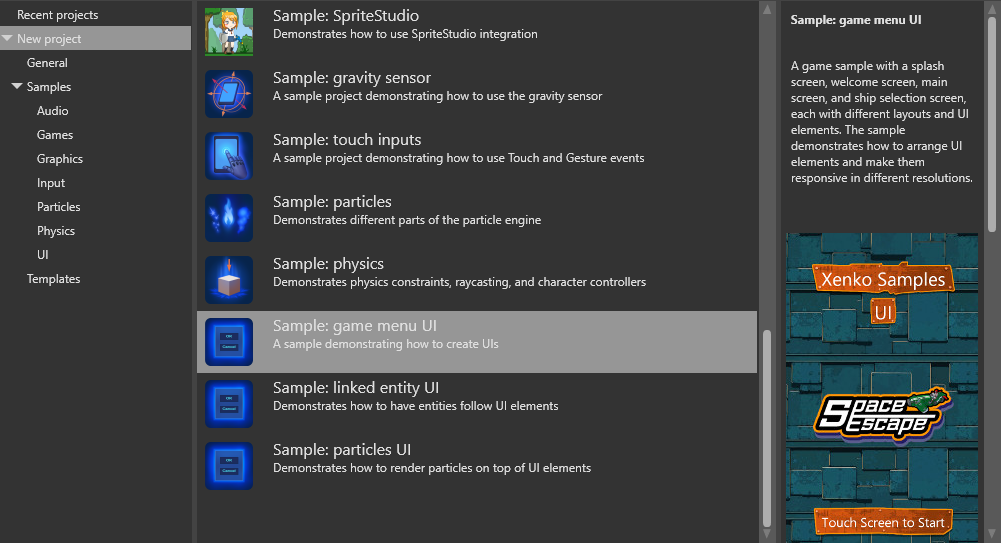 Recent projects
New project
General
Samples
Audio
Games
Graphics
Input
Particles
Physics
UI
Templates
Sample: SpriteStudio
Demonstrates how to use SpriteStudio integration
Sample: gravity sensor
A sample project demonstrating how to use the gravity sensor
Sample: touch inputs
A sample project demonstrating how to use Touch and Gesture events
Sample: particles
Demonstrates different parts of the particle engine
Sample: physics
Demonstrates physics constraints, raycasting, and character controllers
Sample: game menu UI
A sample demonstrating how to create UIs
OK
Cancel
Sample: linked entity UI
Demonstrates how to have entities follow UI elements
OK
Cancel
Sample: particles UI
Demonstrates how to render particles on top of UI elements
OK
Cancel
Sample: game menu UI
A game sample with a splash
screen, welcome screen, main
screen, and ship selection screen,
each with different layouts and UI
elements. The sample
demonstrates how to arrange UI
elements and make them
responsive in different resolutions.
Xenko Samples
UI
Space
Escape
Touch Screen to Start